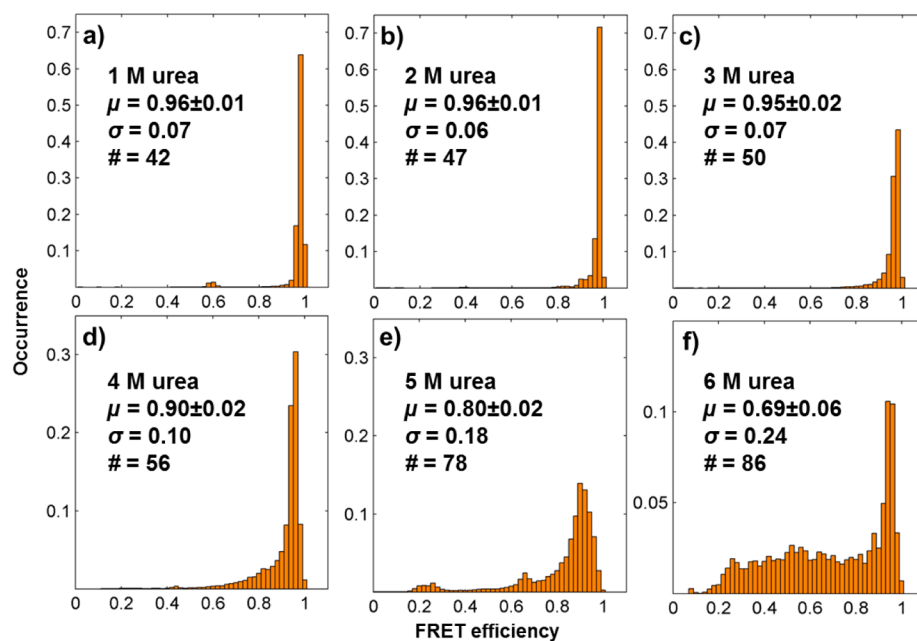 a)
1 M urea
μ = 0.96±0.01
σ = 0.07
# = 42
0.7
0.6
0.5
0.4
0.3
0.2
0.1
0 0.2 0.4 0.6 0.8 1
b)
2 M urea
μ = 0.96±0.01
σ = 0.06
# = 47
0.7
0.6
0.5
0.4
0.3
0.2
0.1
0 0.2 0.4 0.6 0.8 1
c)
3 M urea
μ = 0.95±0.02
σ = 0.07
# = 50
0.7
0.6
0.5
0.4
0.3
0.2
0.1
0 0.2 0.4 0.6 0.8 1
Occurrence
d)
4 M urea
μ = 0.90±0.02
σ = 0.10
# = 56
0.3
0.2
0.1
0 0.2 0.4 0.6 0.8 1
e)
5 M urea
μ = 0.80±0.02
σ = 0.18
# = 78
0.3
0.2
0.1
0 0.2 0.4 0.6 0.8 1
f)
6 M urea
μ = 0.69±0.06
σ = 0.24
# = 86
0.1
0.05
0 0.2 0.4 0.6 0.8 1
FRET efficiency